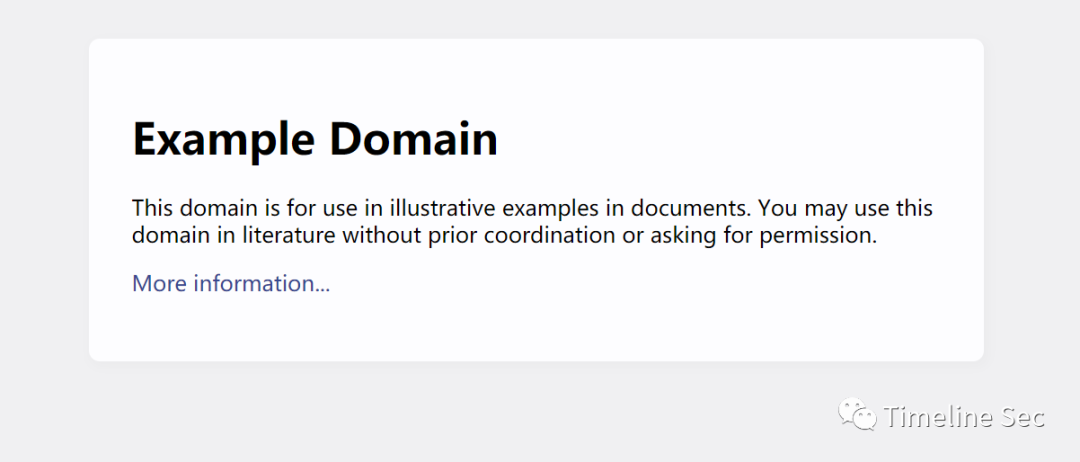 Example Domain
This domain is for use in illustrative examples in documents. You may use this
domain in literature without prior coordination or asking for permission.
More information...
Timeline Sec